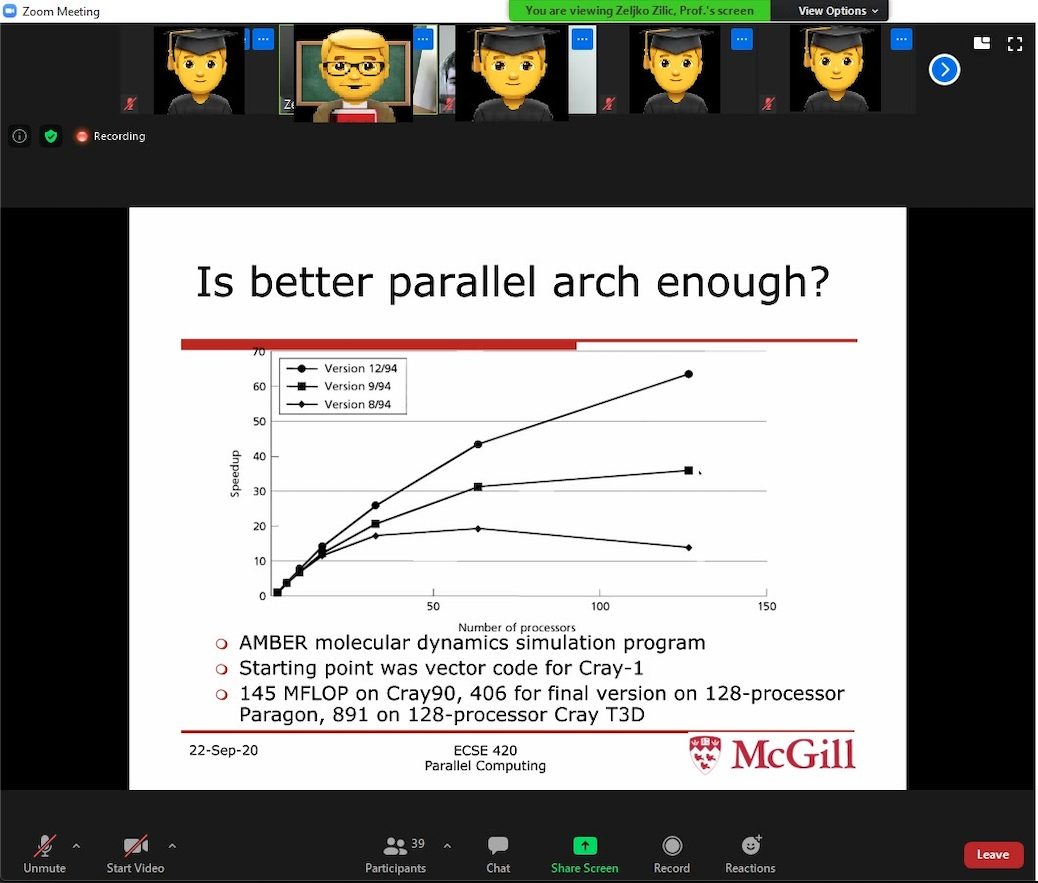 Zoom Meeting
You are viewing Zeljko Zilic, Prof.'s screen
View Options
Ze
Recording
Is better parallel arch enough?
70
60
50
40
30
20
10
0
Speedup
Version 12/94
Version 9/94
Version 8/94
50
100
150
Number of processors
AMBER molecular dynamics simulation program
Starting point was vector code for Cray-1
145 MFLOP on Cray90, 406 for final version on 128-processor
Paragon, 891 on 128-processor Cray T3D
22-Sep-20
ECSE 420
Parallel Computing
McGill
Unmute
Start Video
39
Participants
Chat
Share Screen
Record
Reactions
Leave